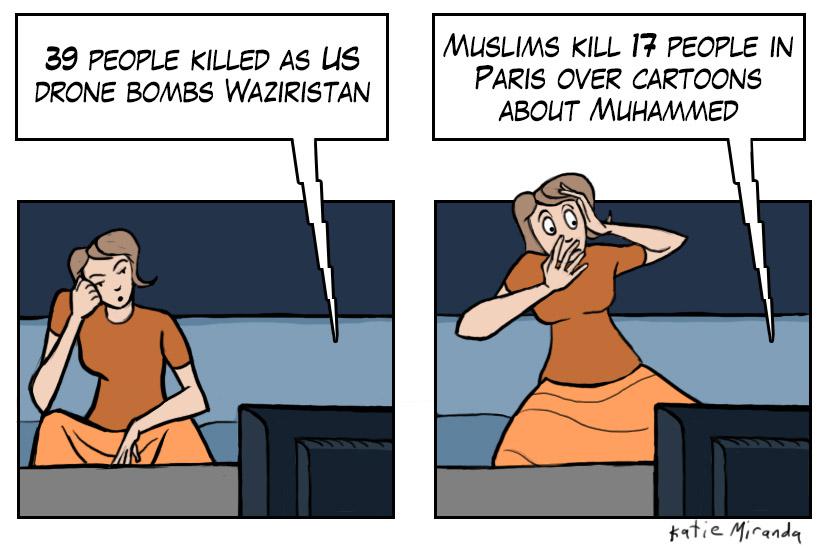 39 PEOPLE KILLED AS US
DRONE BOMBS WAZIRISTAN
MUSLIMS KILL 17 PEOPLE IN
PARIS OVER CARTOONS
ABOUT MUHAMMED
Katie Miranda